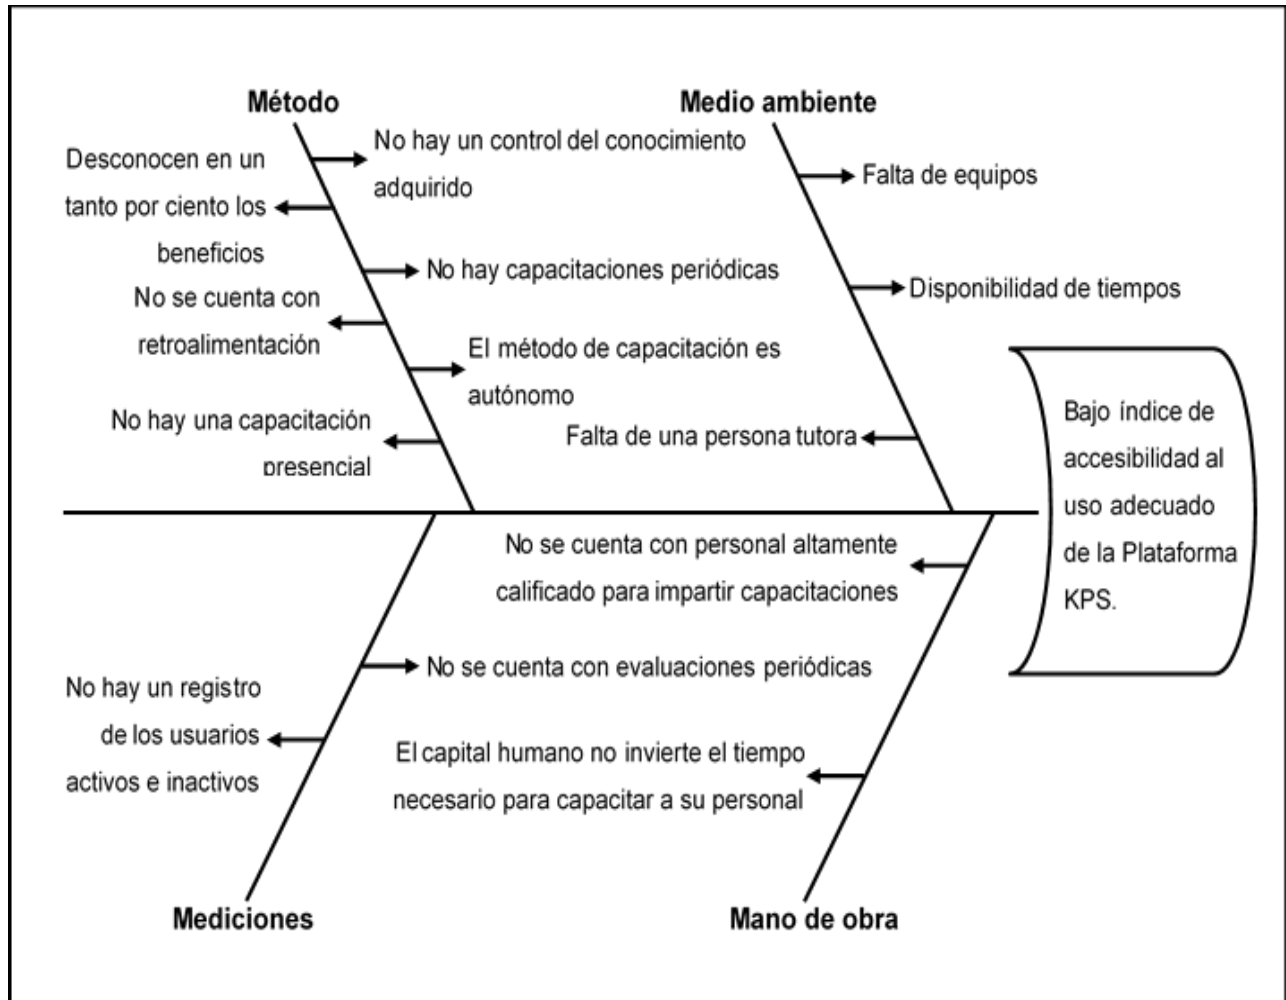 Método
No hay un control del conocimiento
adquirido
Desconocen en un
tanto por ciento los
beneficios
No hay capacitaciones periódicas
No se cuenta con
retroalimentación
El método de capacitación es
autónomo
No hay una capacitación
presencial
Medio ambiente
Falta de equipos
Disponibilidad de tiempos
Falta de una persona tutora
Bajo índice de
accesibilidad al
uso adecuado
de la Plataforma
KPS.
No se cuenta con evaluaciones periódicas
No hay un registro
de los usuarios
activos e inactivos
Mediciones
No se cuenta con personal altamente
calificado para impartir capacitaciones
El capital humano no invierte el tiempo
necesario para capacitar a su personal
Mano de obra